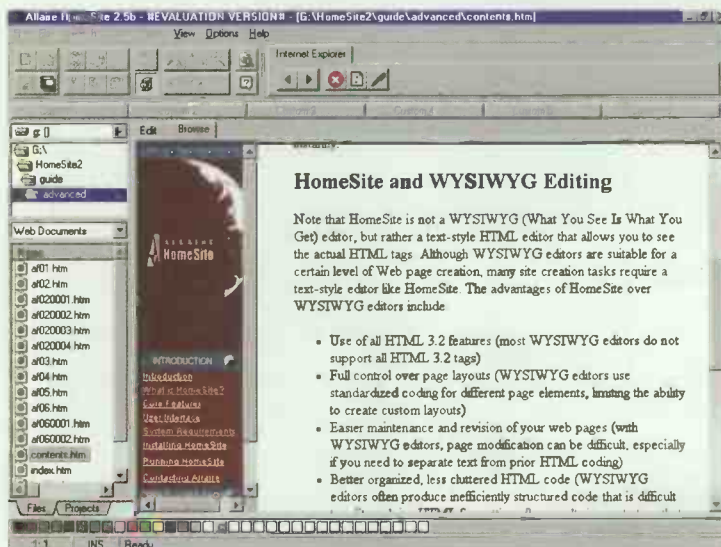 Allaire HomeSite 2.5b - #EVALUATION VERSION# - [G:\HomeSite2\guide\advanced\contents.htm]
View Options Help
Internet Explorer
g: []
Edit Browse
G:\
HomeSite2
guide
advanced
Web Documents
Name
af01.htm
af02.htm
af020001.htm
af020002.htm
af020003.htm
af020004.htm
af03.htm
af04.htm
af05.htm
af06.htm
af060001.htm
af060002.htm
contents.htm
index.htm
Files Projects
ALLAIRE
HomeSite
INTRODUCTION
Introduction
What is HomeSite?
Core Features
User Interface
System Requirements
Installing HomeSite
Running HomeSite
Contacting Allaire
HomeSite and WYSIWYG Editing
Note that HomeSite is not a WYSIWYG (What You See Is What You
Get) editor, but rather a text-style HTML editor that allows you to see
the actual HTML tags. Although WYSIWYG editors are suitable for a
certain level of Web page creation, many site creation tasks require a
text-style editor like HomeSite. The advantages of HomeSite over
WYSIWYG editors include
• Use of all HTML 3.2 features (most WYSIWYG editors do not
support all HTML 3.2 tags)
• Full control over page layouts (WYSIWYG editors use
standardized coding for different page elements, limiting the ability
to create custom layouts)
• Easier maintenance and revision of your web pages (with
WYSIWYG editors, page modification can be difficult, especially
if you need to separate text from prior HTML coding)
• Better organized, less cluttered HTML code (WYSIWYG
editors often produce inefficiently structured code that is difficult
1:1 INS Ready